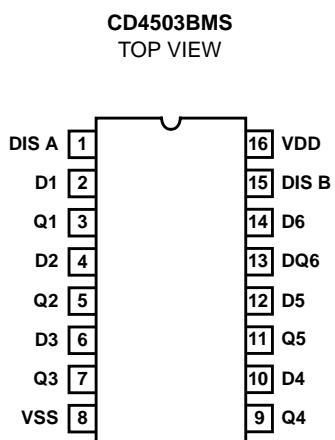 CD4503BMS
TOP VIEW
DIS A 1 16 VDD
D1 2 15 DIS B
Q1 3 14 D6
D2 4 13 DQ6
Q2 5 12 D5
D3 6 11 Q5
Q3 7 10 D4
VSS 8 9 Q4